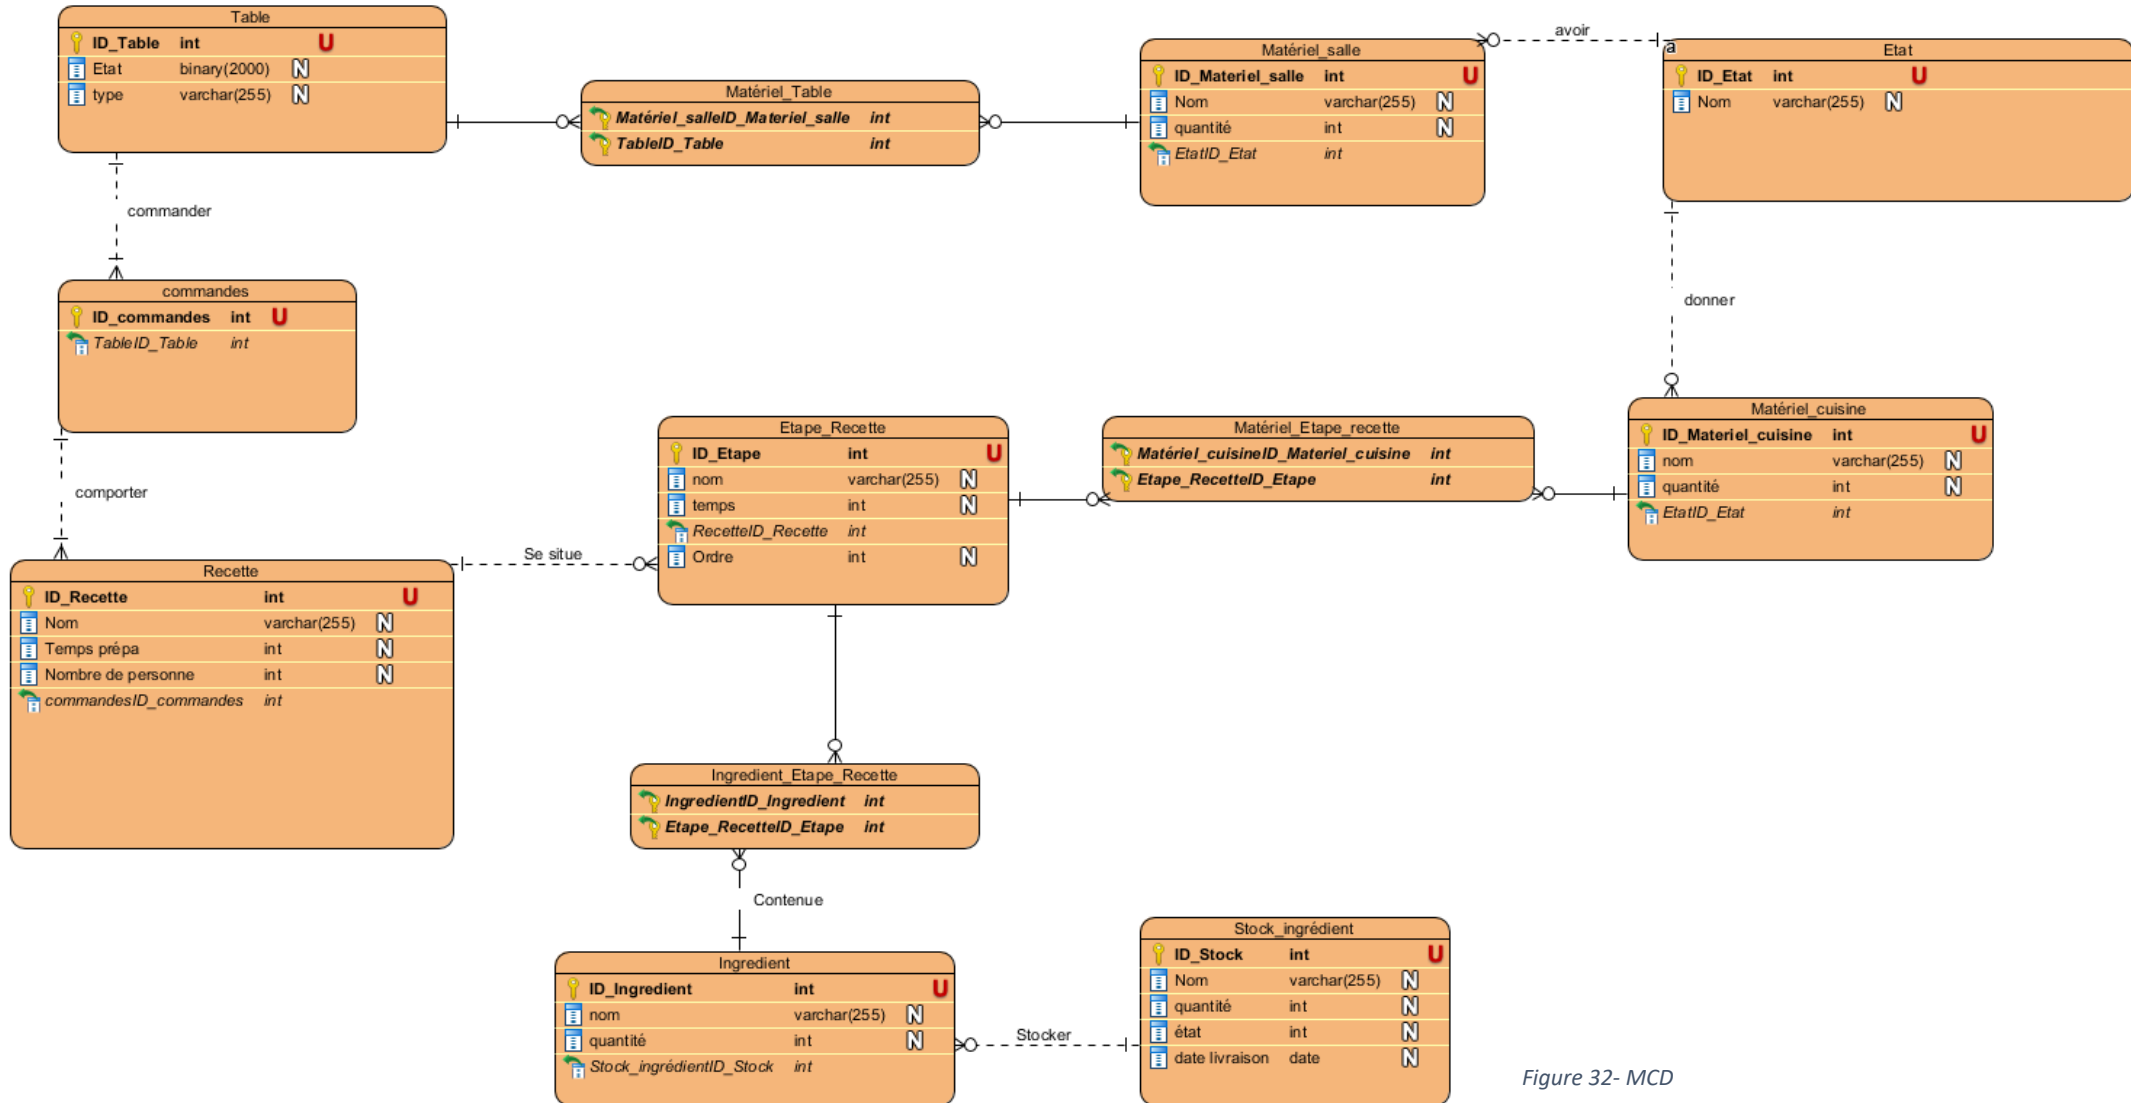 Table
ID_Table int U
Etat binary(2000) N
type varchar(255) N
Matériel_Table
Matériel_salleID_Materiel_salle int
TableID_Table int
Matériel_salle
ID_Materiel_salle int U
Nom varchar(255) N
quantité int N
EtatID_Etat int
avoir
a
Etat
ID_Etat int U
Nom varchar(255) N
commander
donner
commandes
ID_commandes int U
TableID_Table int
comporter
Etape_Recette
ID_Etape int U
nom varchar(255) N
temps int N
RecetteID_Recette int
Ordre int N
Matériel_Etape_recette
Matériel_cuisineID_Materiel_cuisine int
Etape_RecetteID_Etape int
Matériel_cuisine
ID_Materiel_cuisine int U
nom varchar(255) N
quantité int N
EtatID_Etat int
Se situe
Recette
ID_Recette int U
Nom varchar(255) N
Temps prépa int N
Nombre de personne int N
commandesID_commandes int
Ingredient_Etape_Recette
IngredientID_Ingredient int
Etape_RecetteID_Etape int
Contenue
Ingredient
ID_Ingredient int U
nom varchar(255) N
quantité int N
Stock_ingrédientID_Stock int
Stocker
Stock_ingrédient
ID_Stock int U
Nom varchar(255) N
quantité int N
état int N
date livraison date N
Figure 32- MCD